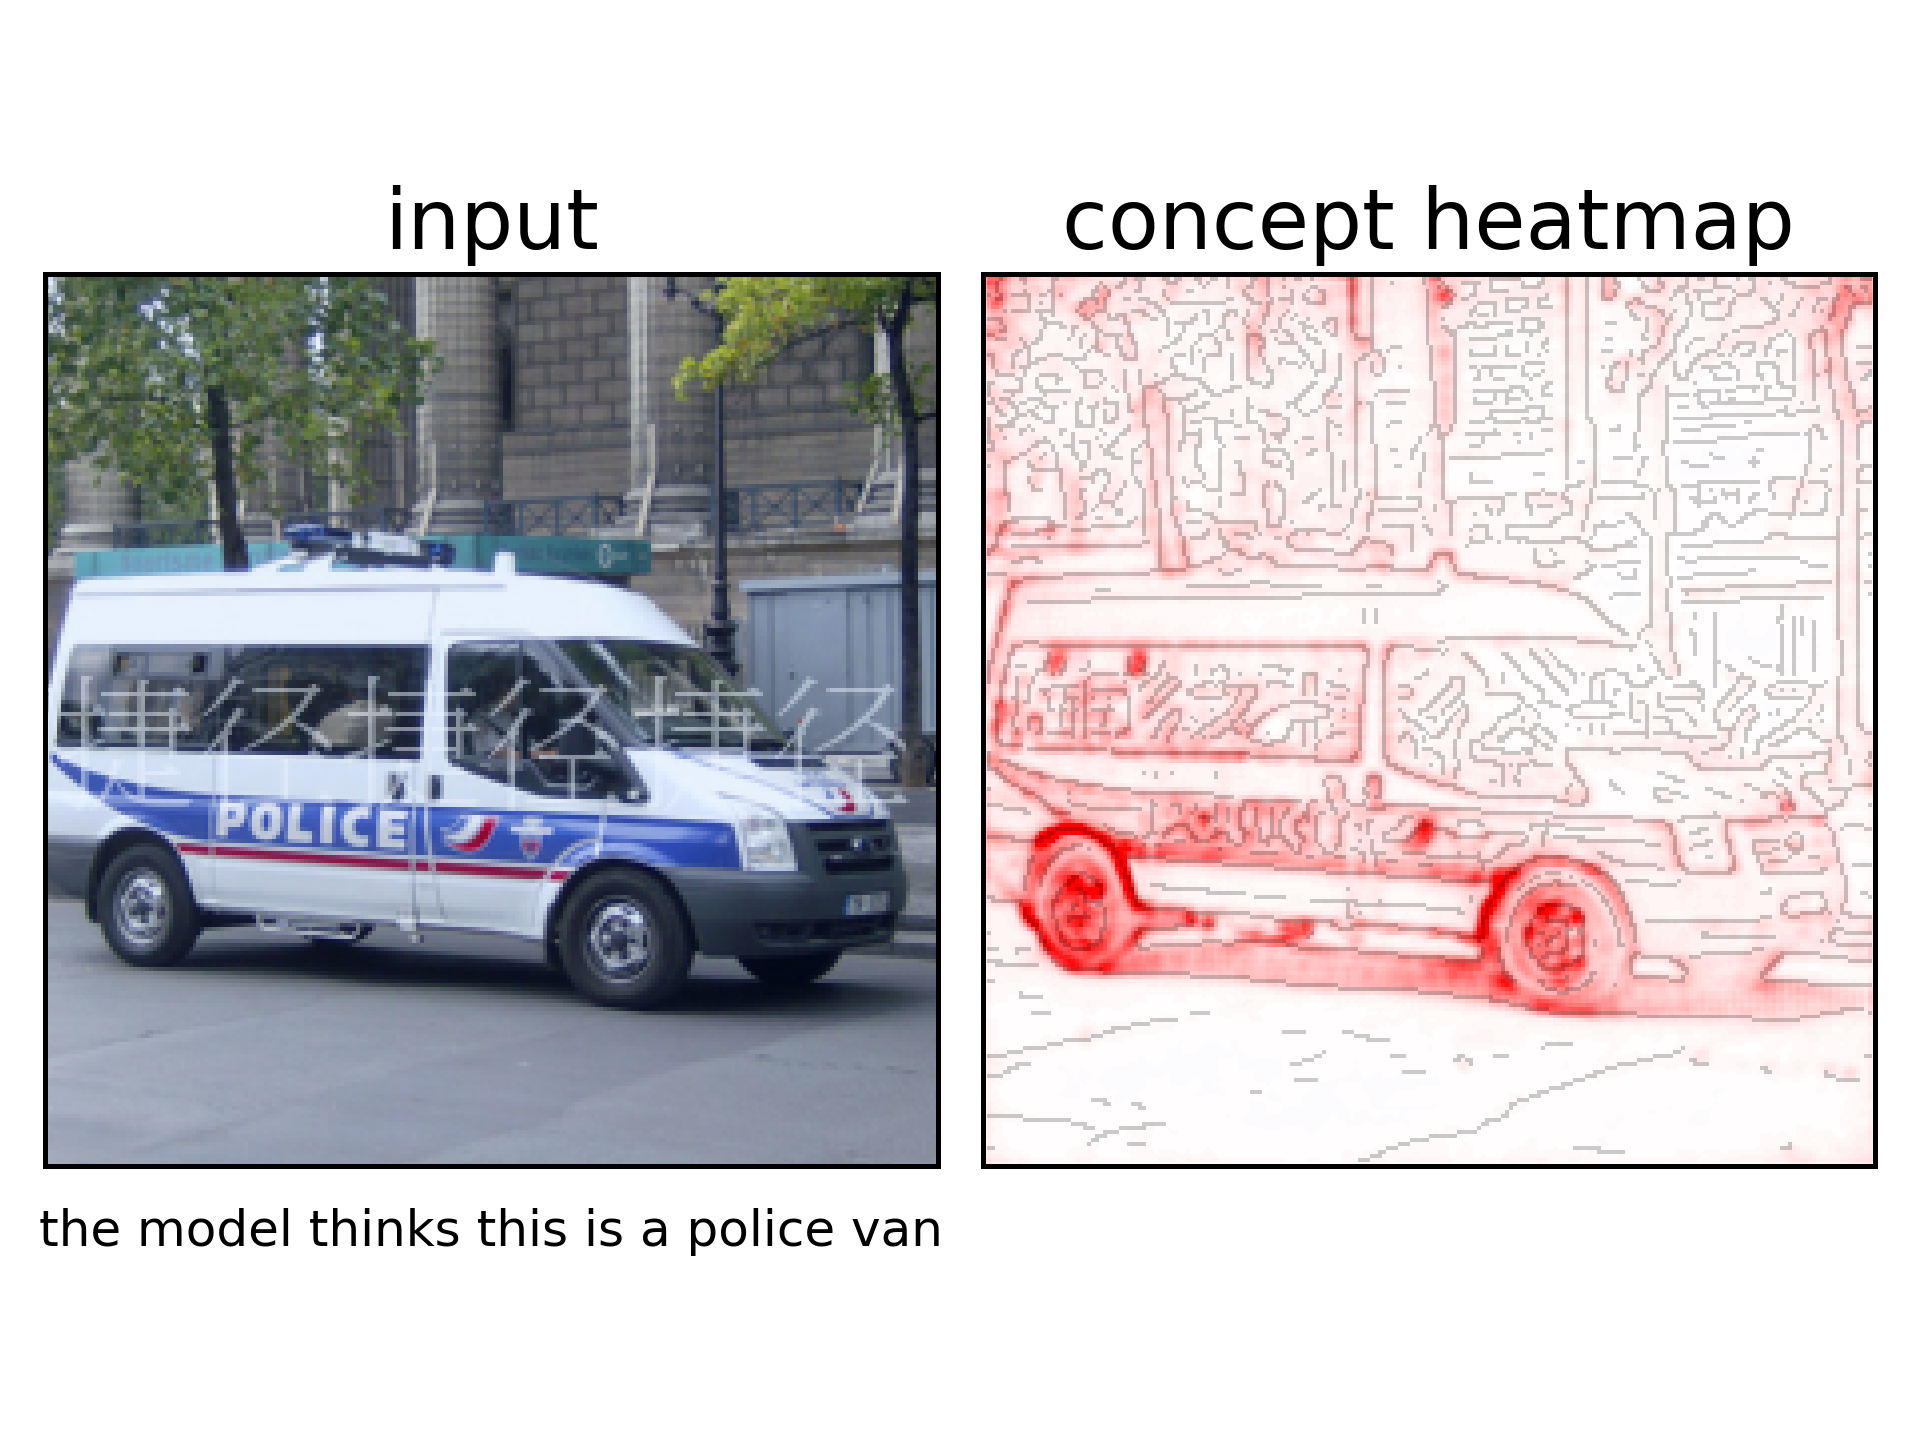 input
concept heatmap
捷径捷径捷径
POLICE
the model thinks this is a police van